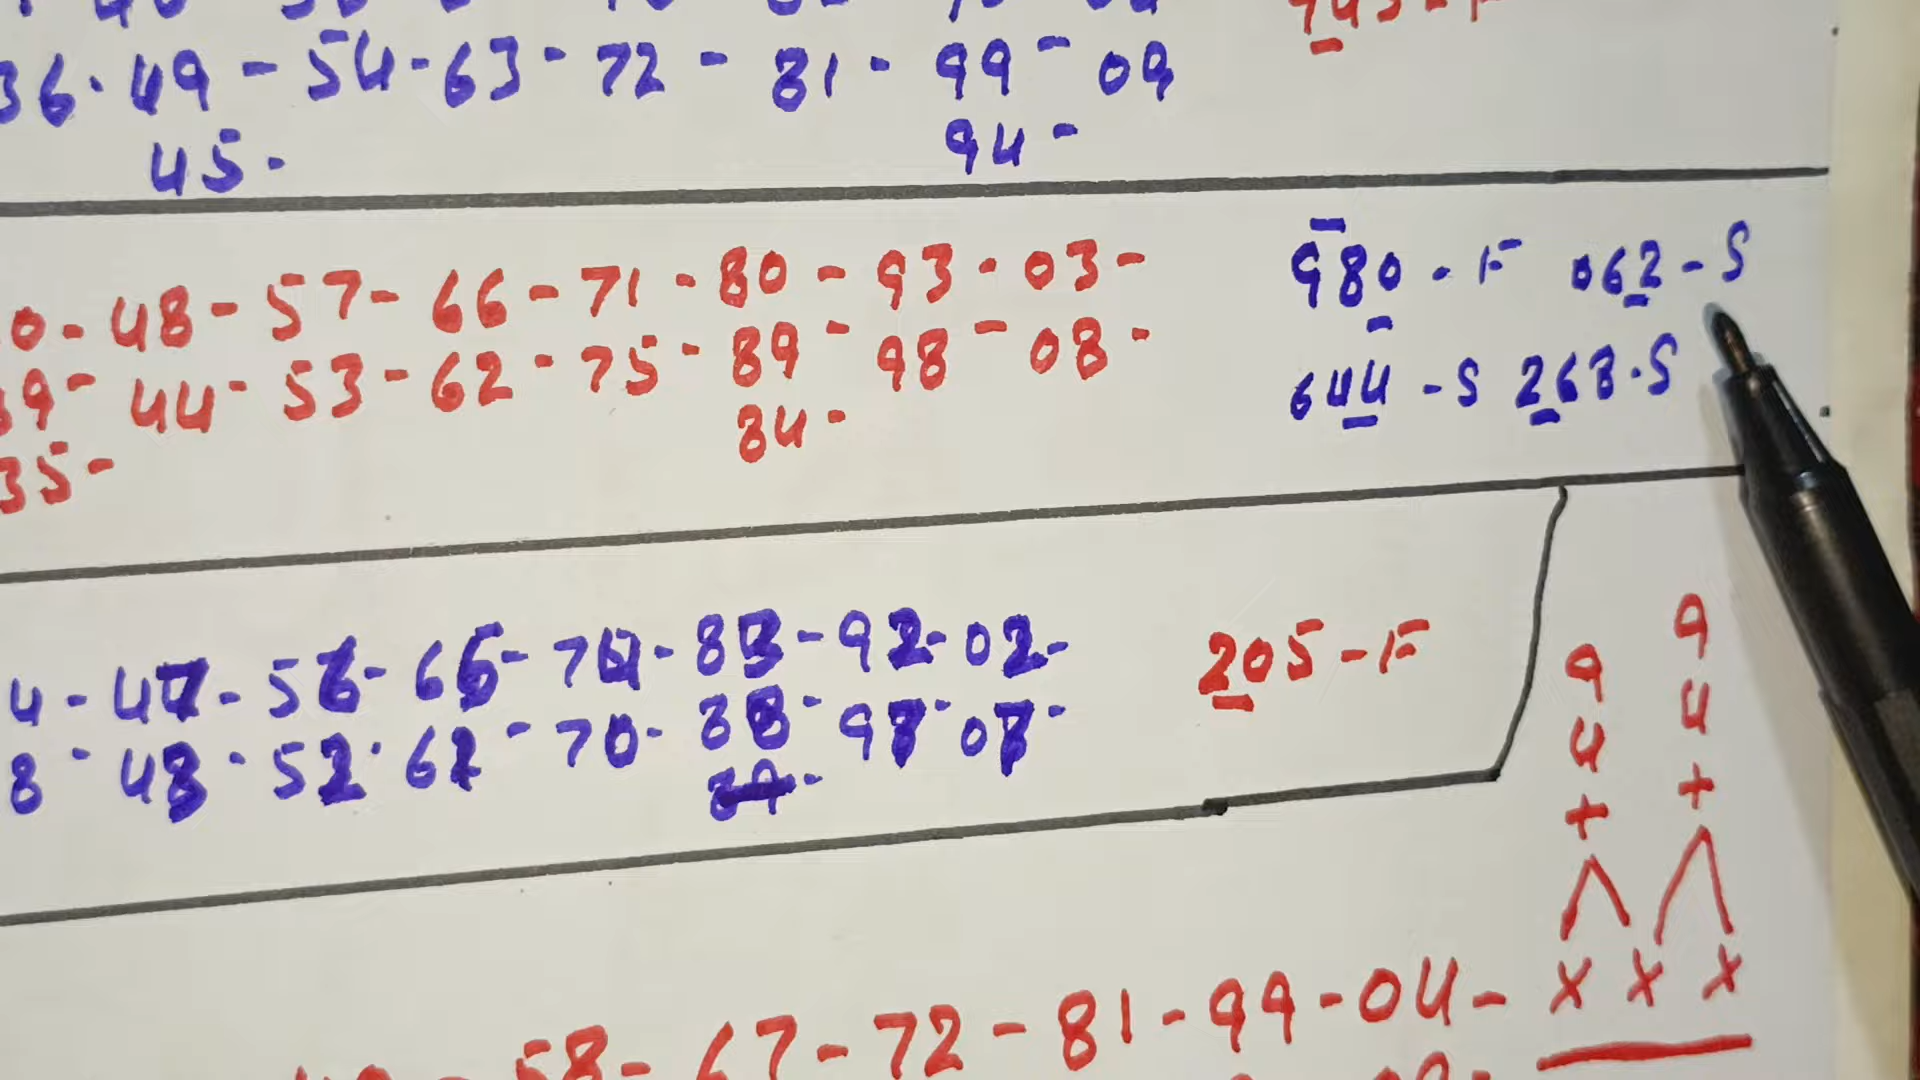 36 · 49 - 54 - 63 - 72 - 81 - 99 - 09
45 - 94 -
0 - 48 - 57 - 66 - 71 - 80 - 93 - 03 - 980 - F 062 - S
39 - 44 - 53 - 62 - 75 - 89 - 98 - 08 - 644 - S 268 - S
35 - 84 -
4 - 47 - 56 - 65 - 74 - 83 - 92 - 02 - 205 - F
8 - 43 - 52 - 61 - 70 - 88 - 97 - 07 -
9 9
4 4
+ +
58 - 67 - 72 - 81 - 99 - 04 - X X X